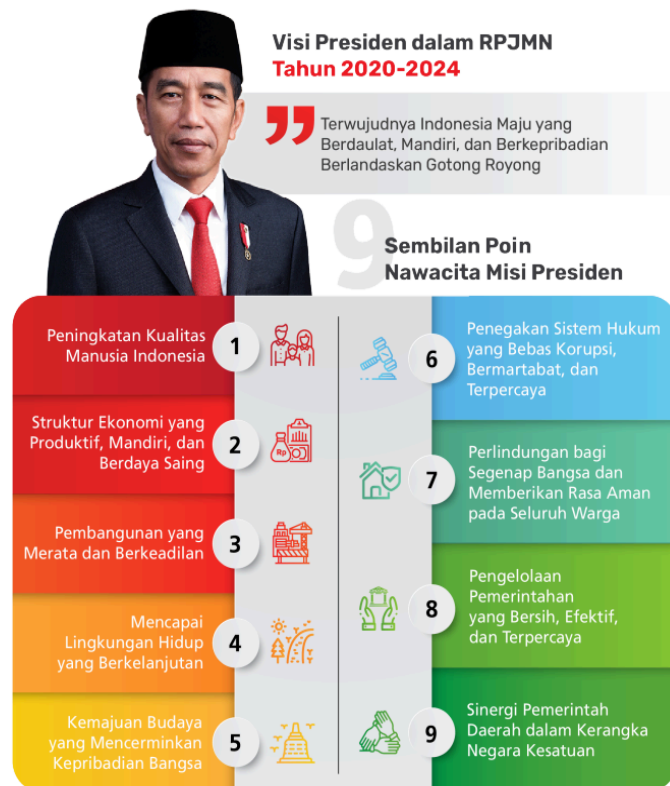 Visi Presiden dalam RPJMN
Tahun 2020-2024
Terwujudnya Indonesia Maju yang
Berdaulat, Mandiri, dan Berkepribadian
Berlandaskan Gotong Royong
9
Sembilan Poin
Nawacita Misi Presiden
Peningkatan Kualitas
Manusia Indonesia
1
Struktur Ekonomi yang
Produktif, Mandiri, dan
Berdaya Saing
2
Rp
Pembangunan yang
Merata dan Berkeadilan
3
Mencapai
Lingkungan Hidup
yang Berkelanjutan
4
Kemajuan Budaya
yang Mencerminkan
Kepribadian Bangsa
5
6
Penegakan Sistem Hukum
yang Bebas Korupsi,
Bermartabat, dan
Terpercaya
7
Perlindungan bagi
Segenap Bangsa dan
Memberikan Rasa Aman
pada Seluruh Warga
8
Pengelolaan
Pemerintahan
yang Bersih, Efektif,
dan Terpercaya
9
Sinergi Pemerintah
Daerah dalam Kerangka
Negara Kesatuan